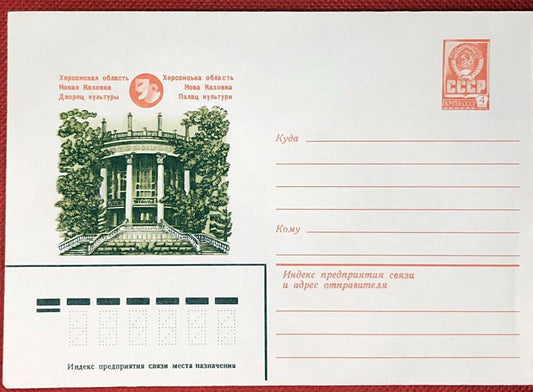 Херсонская область
Новая Каховка
Дворец культуры
Херсонська область
Нова Каховка
Палац культури
СССР
ПОЧТА СССР
4
Куда
Кому
Индекс предприятия связи
и адрес отправителя
Индекс предприятия связи места назначения